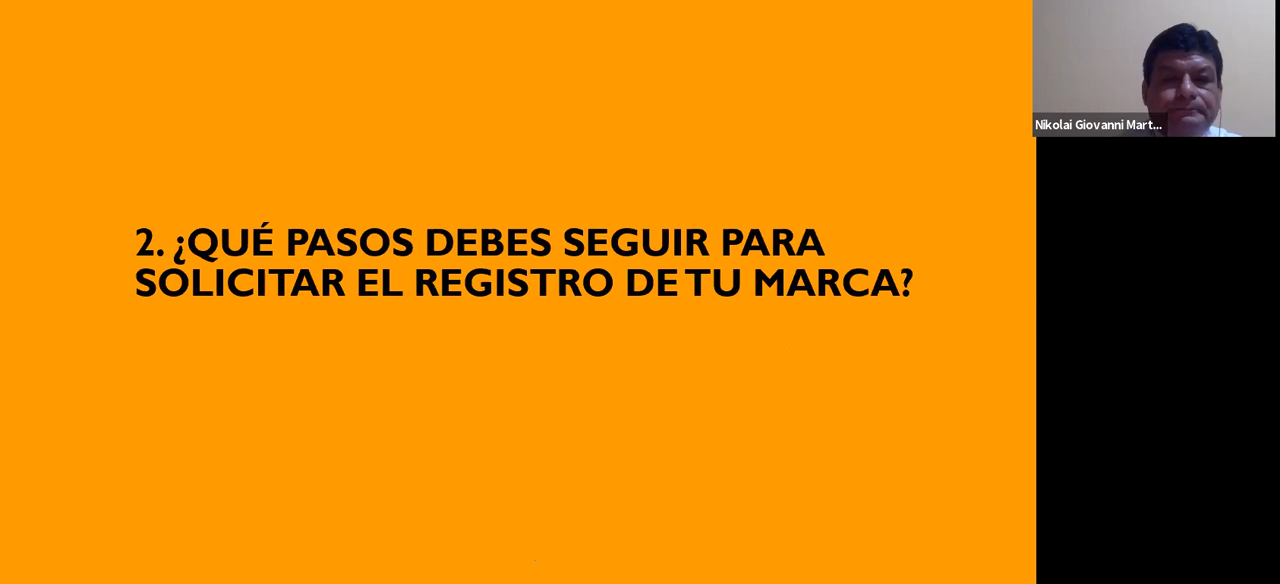 2. ¿QUÉ PASOS DEBES SEGUIR PARA
SOLICITAR EL REGISTRO DE TU MARCA?
Nikolai Giovanni Mart...